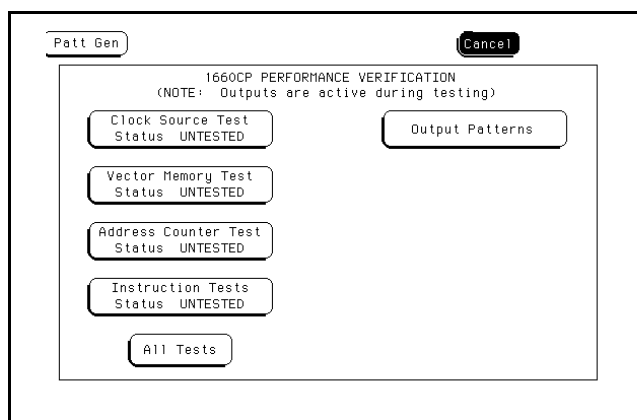 Patt Gen
Cancel
1660CP PERFORMANCE VERIFICATION
(NOTE: Outputs are active during testing)
Clock Source Test
Status UNTESTED
Output Patterns
Vector Memory Test
Status UNTESTED
Address Counter Test
Status UNTESTED
Instruction Tests
Status UNTESTED
All Tests